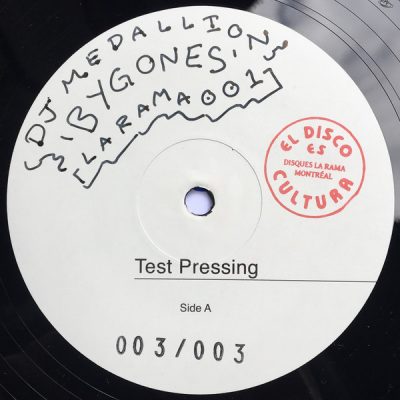 DJ MEDALLION
'BYGONES'
[LARAMA001]
EL DISCO
ES
DISQUES LA RAMA
MONTRÉAL
CULTURA
Test Pressing
Side A
003/003